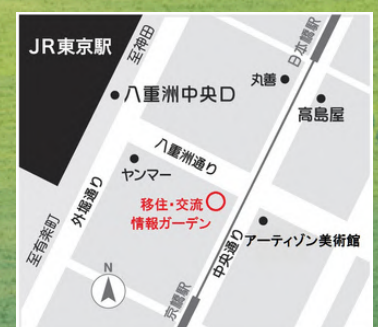 JR東京駅
至神田
日本橋駅
丸善
八重洲中央口
高島屋
八重洲通り
ヤンマー
外堀通り
移住・交流
情報ガーデン
アーティゾン美術館
至有楽町
中央通り
N
京橋駅